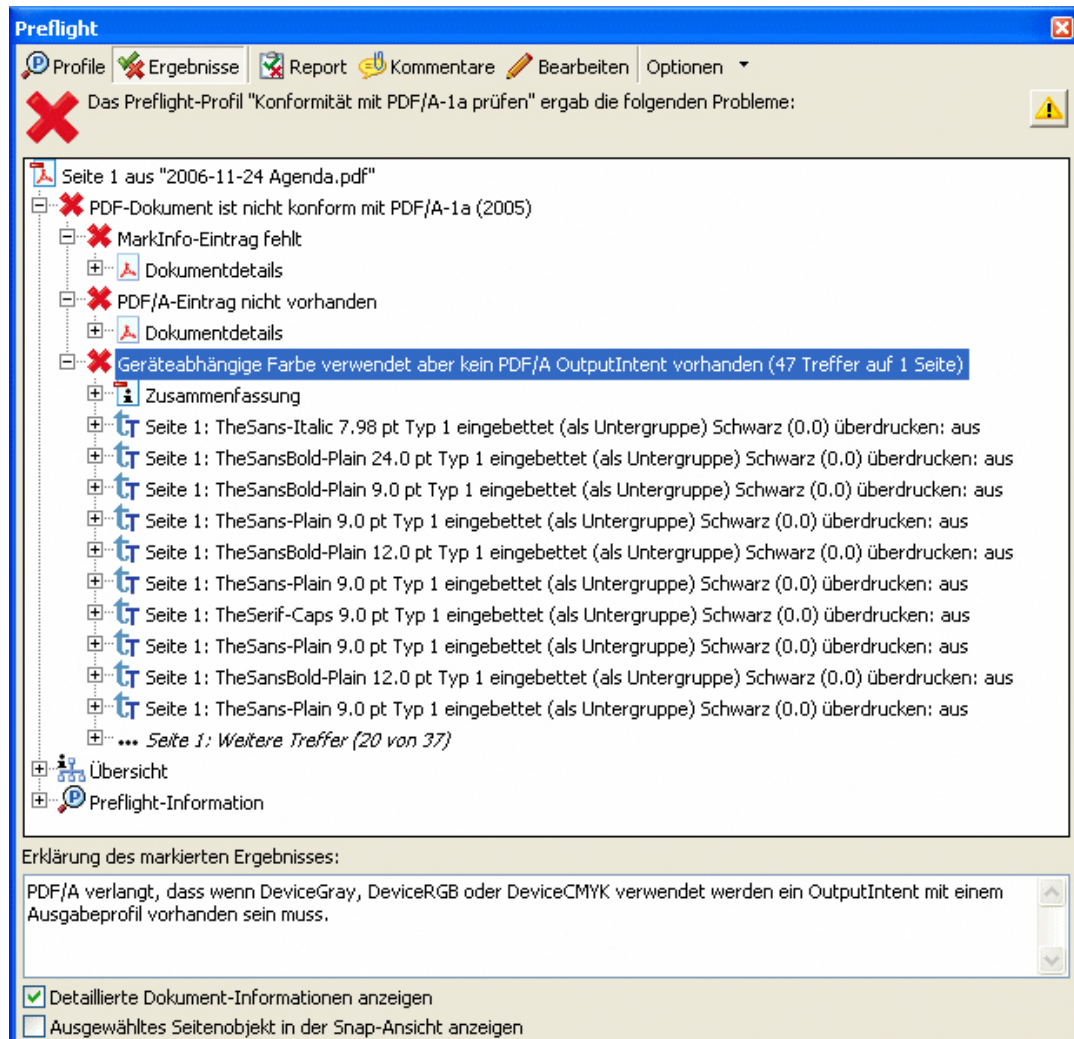 Preflight
Profile Ergebnisse Report Kommentare Bearbeiten Optionen
Das Preflight-Profil "Konformität mit PDF/A-1a prüfen" ergab die folgenden Probleme:
Seite 1 aus "2006-11-24 Agenda.pdf"
PDF-Dokument ist nicht konform mit PDF/A-1a (2005)
MarkInfo-Eintrag fehlt
Dokumentdetails
PDF/A-Eintrag nicht vorhanden
Dokumentdetails
Geräteabhängige Farbe verwendet aber kein PDF/A OutputIntent vorhanden (47 Treffer auf 1 Seite)
Zusammenfassung
Seite 1: TheSans-Italic 7.98 pt Typ 1 eingebettet (als Untergruppe) Schwarz (0.0) überdrucken: aus
Seite 1: TheSansBold-Plain 24.0 pt Typ 1 eingebettet (als Untergruppe) Schwarz (0.0) überdrucken: aus
Seite 1: TheSansBold-Plain 9.0 pt Typ 1 eingebettet (als Untergruppe) Schwarz (0.0) überdrucken: aus
Seite 1: TheSans-Plain 9.0 pt Typ 1 eingebettet (als Untergruppe) Schwarz (0.0) überdrucken: aus
Seite 1: TheSansBold-Plain 12.0 pt Typ 1 eingebettet (als Untergruppe) Schwarz (0.0) überdrucken: aus
Seite 1: TheSans-Plain 9.0 pt Typ 1 eingebettet (als Untergruppe) Schwarz (0.0) überdrucken: aus
Seite 1: TheSerif-Caps 9.0 pt Typ 1 eingebettet (als Untergruppe) Schwarz (0.0) überdrucken: aus
Seite 1: TheSans-Plain 9.0 pt Typ 1 eingebettet (als Untergruppe) Schwarz (0.0) überdrucken: aus
Seite 1: TheSansBold-Plain 12.0 pt Typ 1 eingebettet (als Untergruppe) Schwarz (0.0) überdrucken: aus
Seite 1: TheSans-Plain 9.0 pt Typ 1 eingebettet (als Untergruppe) Schwarz (0.0) überdrucken: aus
... Seite 1: Weitere Treffer (20 von 37)
Übersicht
Preflight-Information
Erklärung des markierten Ergebnisses:
PDF/A verlangt, dass wenn DeviceGray, DeviceRGB oder DeviceCMYK verwendet werden ein OutputIntent mit einem
Ausgabeprofil vorhanden sein muss.
Detaillierte Dokument-Informationen anzeigen
Ausgewähltes Seitenobjekt in der Snap-Ansicht anzeigen